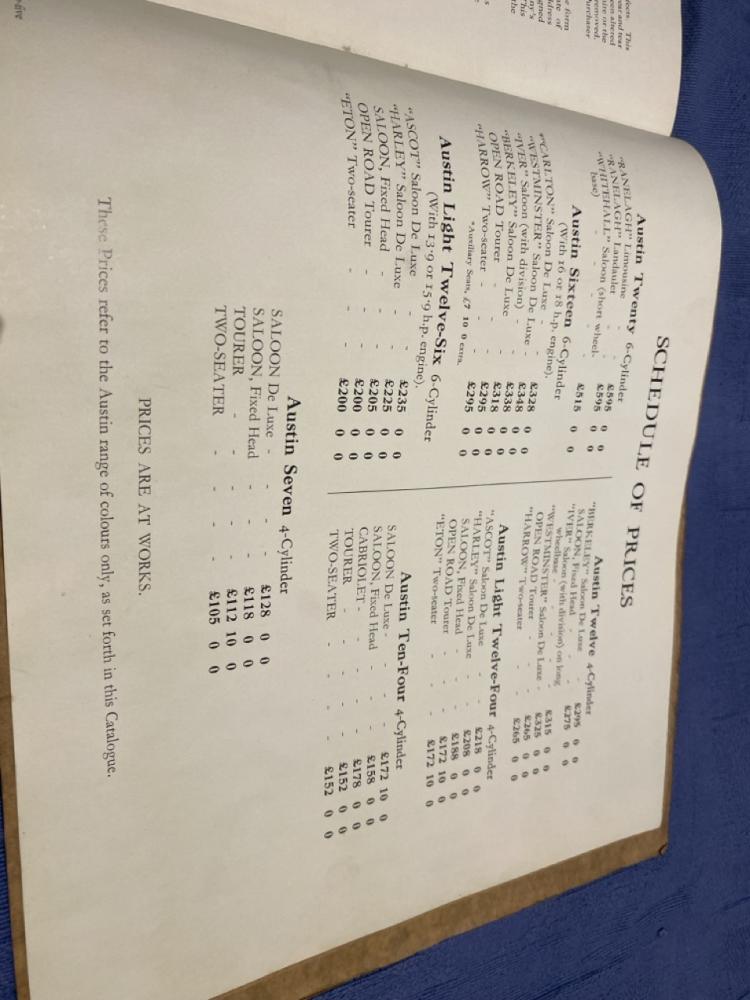 SCHEDULE OF PRICES
Austin Twenty 6-Cylinder
"RANELAGH" Limousine - £595 0 0
"RANELAGH" Landaulet - £595 0 0
"WHITEHALL" Saloon (short wheel-
base) - - - £515 0 0
Austin Sixteen 6-Cylinder
(With 16 or 18 h.p. engine).
*"CARLTON" Saloon De Luxe - £328 0 0
"WESTMINSTER" Saloon De Luxe - £348 0 0
"IVER" Saloon (with division) - £338 0 0
"BERKELEY" Saloon De Luxe £318 0 0
OPEN ROAD Tourer - - £295 0 0
"HARROW" Two-seater - - £295 0 0
*Auxiliary Seats, £7 10 0 extra.
Austin Light Twelve-Six 6-Cylinder
(With 13·9 or 15·9 h.p. engine).
"ASCOT" Saloon De Luxe - - £235 0 0
"HARLEY" Saloon De Luxe - £225 0 0
SALOON, Fixed Head - - £205 0 0
OPEN ROAD Tourer - - £200 0 0
"ETON" Two-seater - - £200 0 0
Austin Twelve 4-Cylinder
"BERKELEY" Saloon De Luxe £295 0 0
SALOON, Fixed Head - - £275 0 0
"IVER" Saloon (with division) on long
wheelbase - - - £315 0 0
"WESTMINSTER" Saloon De Luxe - £325 0 0
OPEN ROAD Tourer - - £265 0 0
"HARROW" Two-seater - - £265 0 0
Austin Light Twelve-Four 4-Cylinder
"ASCOT" Saloon De Luxe - £218 0 0
"HARLEY" Saloon De Luxe - £208 0 0
SALOON, Fixed Head - - £188 0 0
OPEN ROAD Tourer - - £172 10 0
"ETON" Two-seater - - £172 10 0
Austin Ten-Four 4-Cylinder
SALOON De Luxe - - - £172 10 0
SALOON, Fixed Head - - £158 0 0
CABRIOLET - - - £178 0 0
TOURER - - - - £152 0 0
TWO-SEATER - - - - £152 0 0
Austin Seven 4-Cylinder
SALOON De Luxe - - - - £128 0 0
SALOON, Fixed Head - - - £118 0 0
TOURER - - - - - £112 10 0
TWO-SEATER - - - - £105 0 0
PRICES ARE AT WORKS.
These Prices refer to the Austin range of colours only, as set forth in this Catalogue.